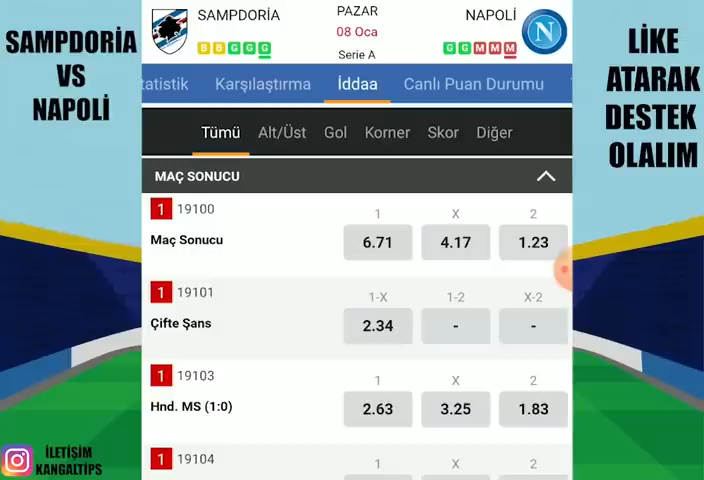 SAMPDORİA
VS
NAPOLİ
SAMPDORİA
PAZAR
08 Oca
Serie A
NAPOLİ
B B G G G
G G M M M
N
LİKE
ATARAK
DESTEK
OLALIM
tatistik Karşılaştırma İddaa Canlı Puan Durumu
Tümü Alt/Üst Gol Korner Skor Diğer
MAÇ SONUCU
1 19100
1 X 2
Maç Sonucu 6.71 4.17 1.23
1 19101
1-X 1-2 X-2
Çifte Şans 2.34 - -
1 19103
1 X 2
Hnd. MS (1:0) 2.63 3.25 1.83
1 19104
1 X 2
İLETİŞİM
KANGALTİPS